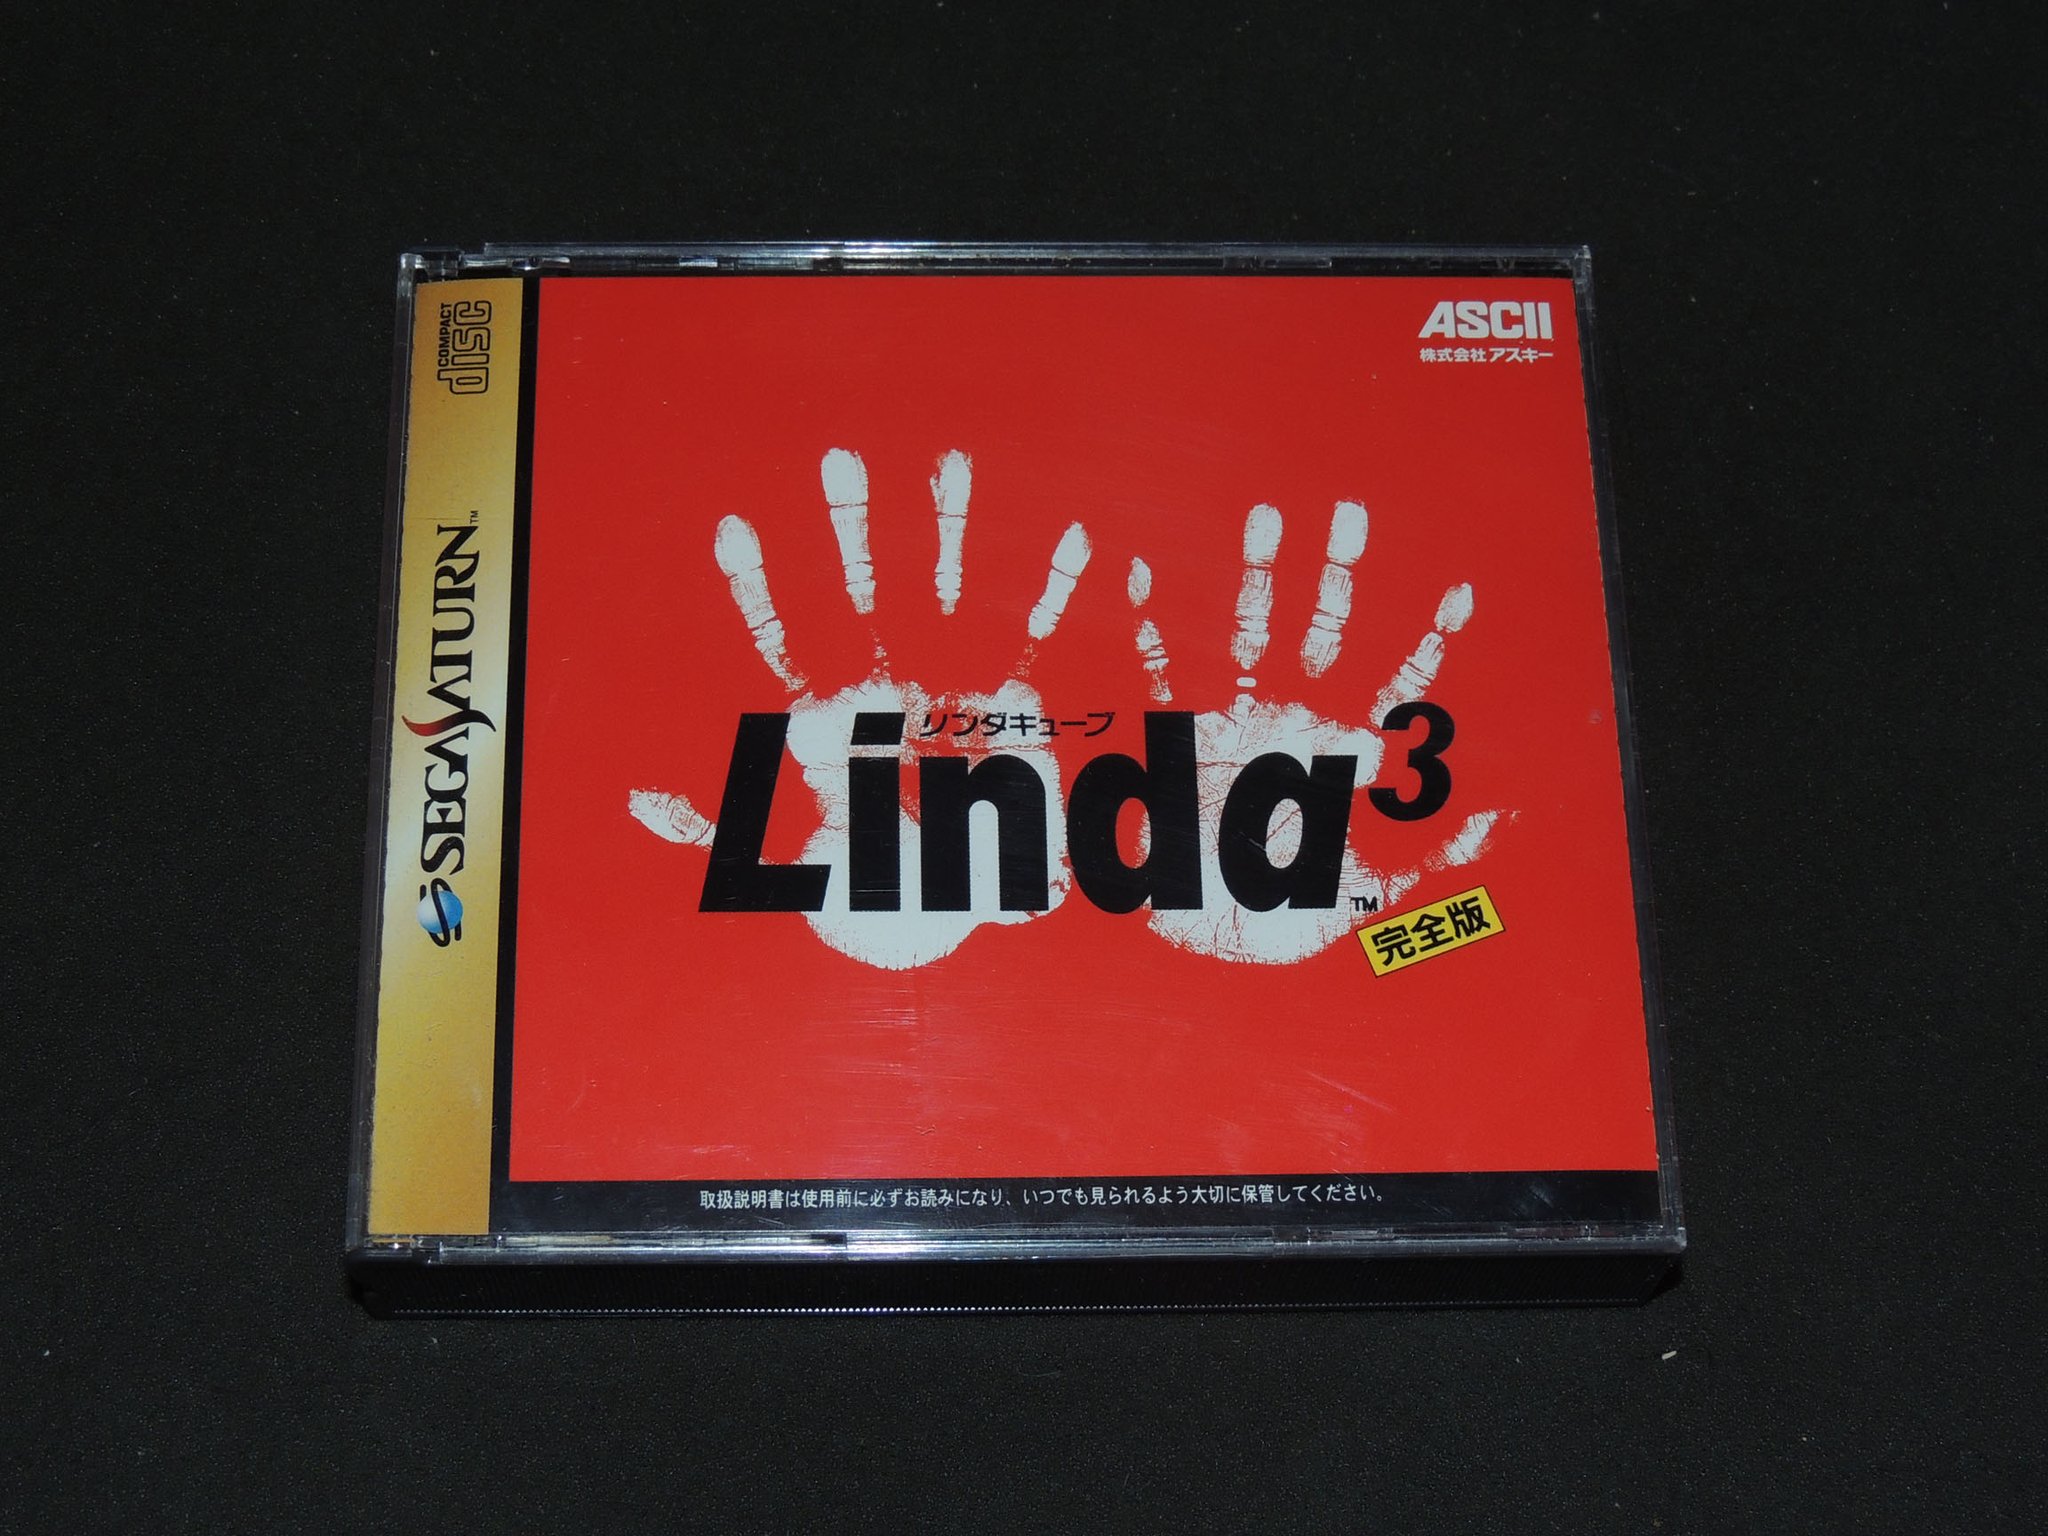 COMPACT
disc
SEGA SATURN™
ASCII
株式会社アスキー
リンダキューブ
Linda³™
完全版
取扱説明書は使用前に必ずお読みになり、いつでも見られるよう大切に保管してください。